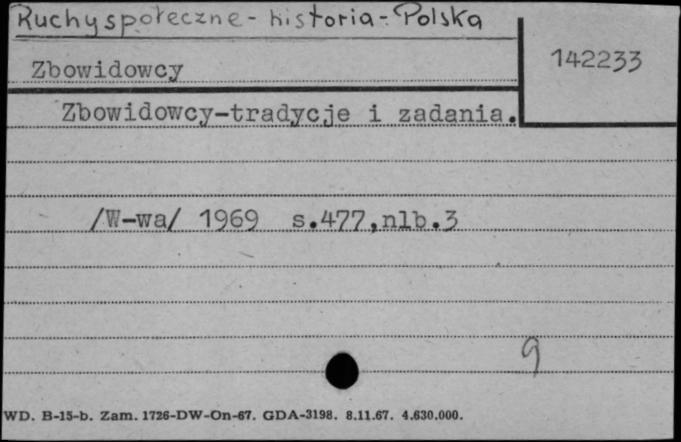 Ruchy społeczne - historia - Polska
142233
Zbowidowcy
Zbowidowcy-tradycje i zadania.
/W-wa/ 1969 s.477,nlb.3
9
WD. B-15-b. Zam. 1726-DW-On-67. GDA-3198. 8.11.67. 4.630.000.